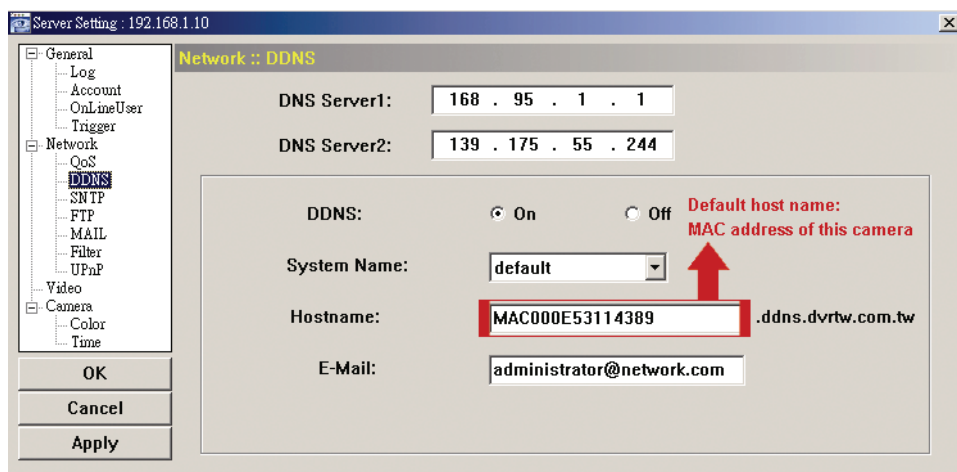 Server Setting : 192.168.1.10
General
Log
Account
OnLineUser
Trigger
Network
QoS
DDNS
SNTP
FTP
MAIL
Filter
UPnP
Video
Camera
Color
Time
OK
Cancel
Apply
Network :: DDNS
DNS Server1: 168 . 95 . 1 . 1
DNS Server2: 139 . 175 . 55 . 244
DDNS: On Off
Default host name:
MAC address of this camera
System Name: default
Hostname: MAC000E53114389 .ddns.dvrtw.com.tw
E-Mail: administrator@network.com